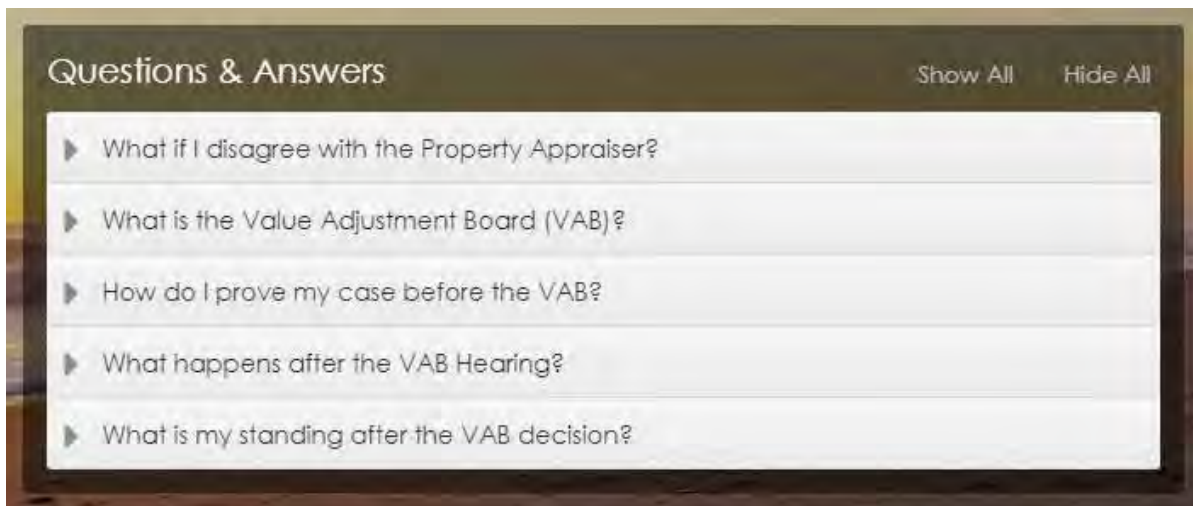 Questions & Answers Show All Hide All
What if I disagree with the Property Appraiser?
What is the Value Adjustment Board (VAB)?
How do I prove my case before the VAB?
What happens after the VAB Hearing?
What is my standing after the VAB decision?